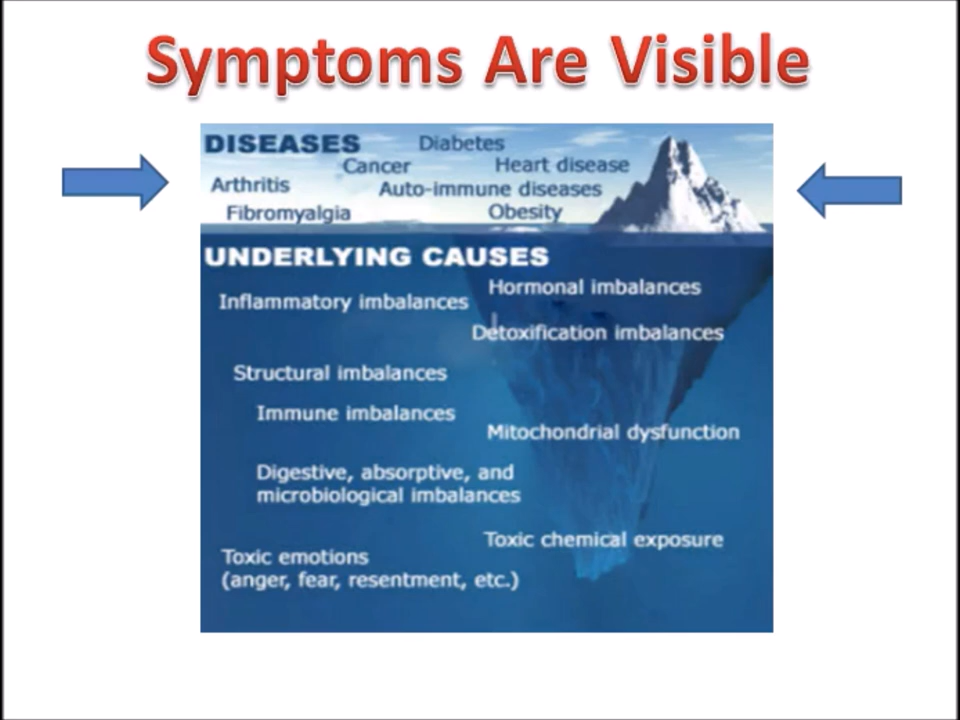 Symptoms Are Visible
DISEASES
Diabetes
Cancer
Heart disease
Arthritis
Auto-immune diseases
Fibromyalgia
Obesity
UNDERLYING CAUSES
Hormonal imbalances
Inflammatory imbalances
Detoxification imbalances
Structural imbalances
Immune imbalances
Mitochondrial dysfunction
Digestive, absorptive, and
microbiological imbalances
Toxic chemical exposure
Toxic emotions
(anger, fear, resentment, etc.)